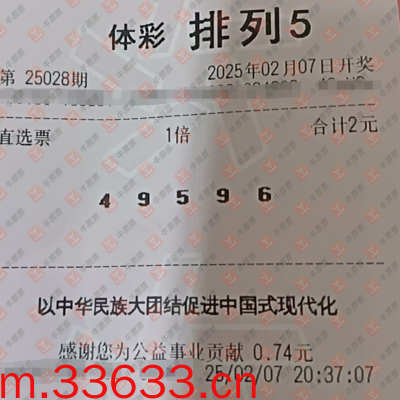 体彩 排列5
第 25028期 2025年02月07日开奖
直选票 1倍 合计2元
4 9 5 9 6
以中华民族大团结促进中国式现代化
感谢您为公益事业贡献 0.74元
25/02/07 20:37:07
m.33633.cn